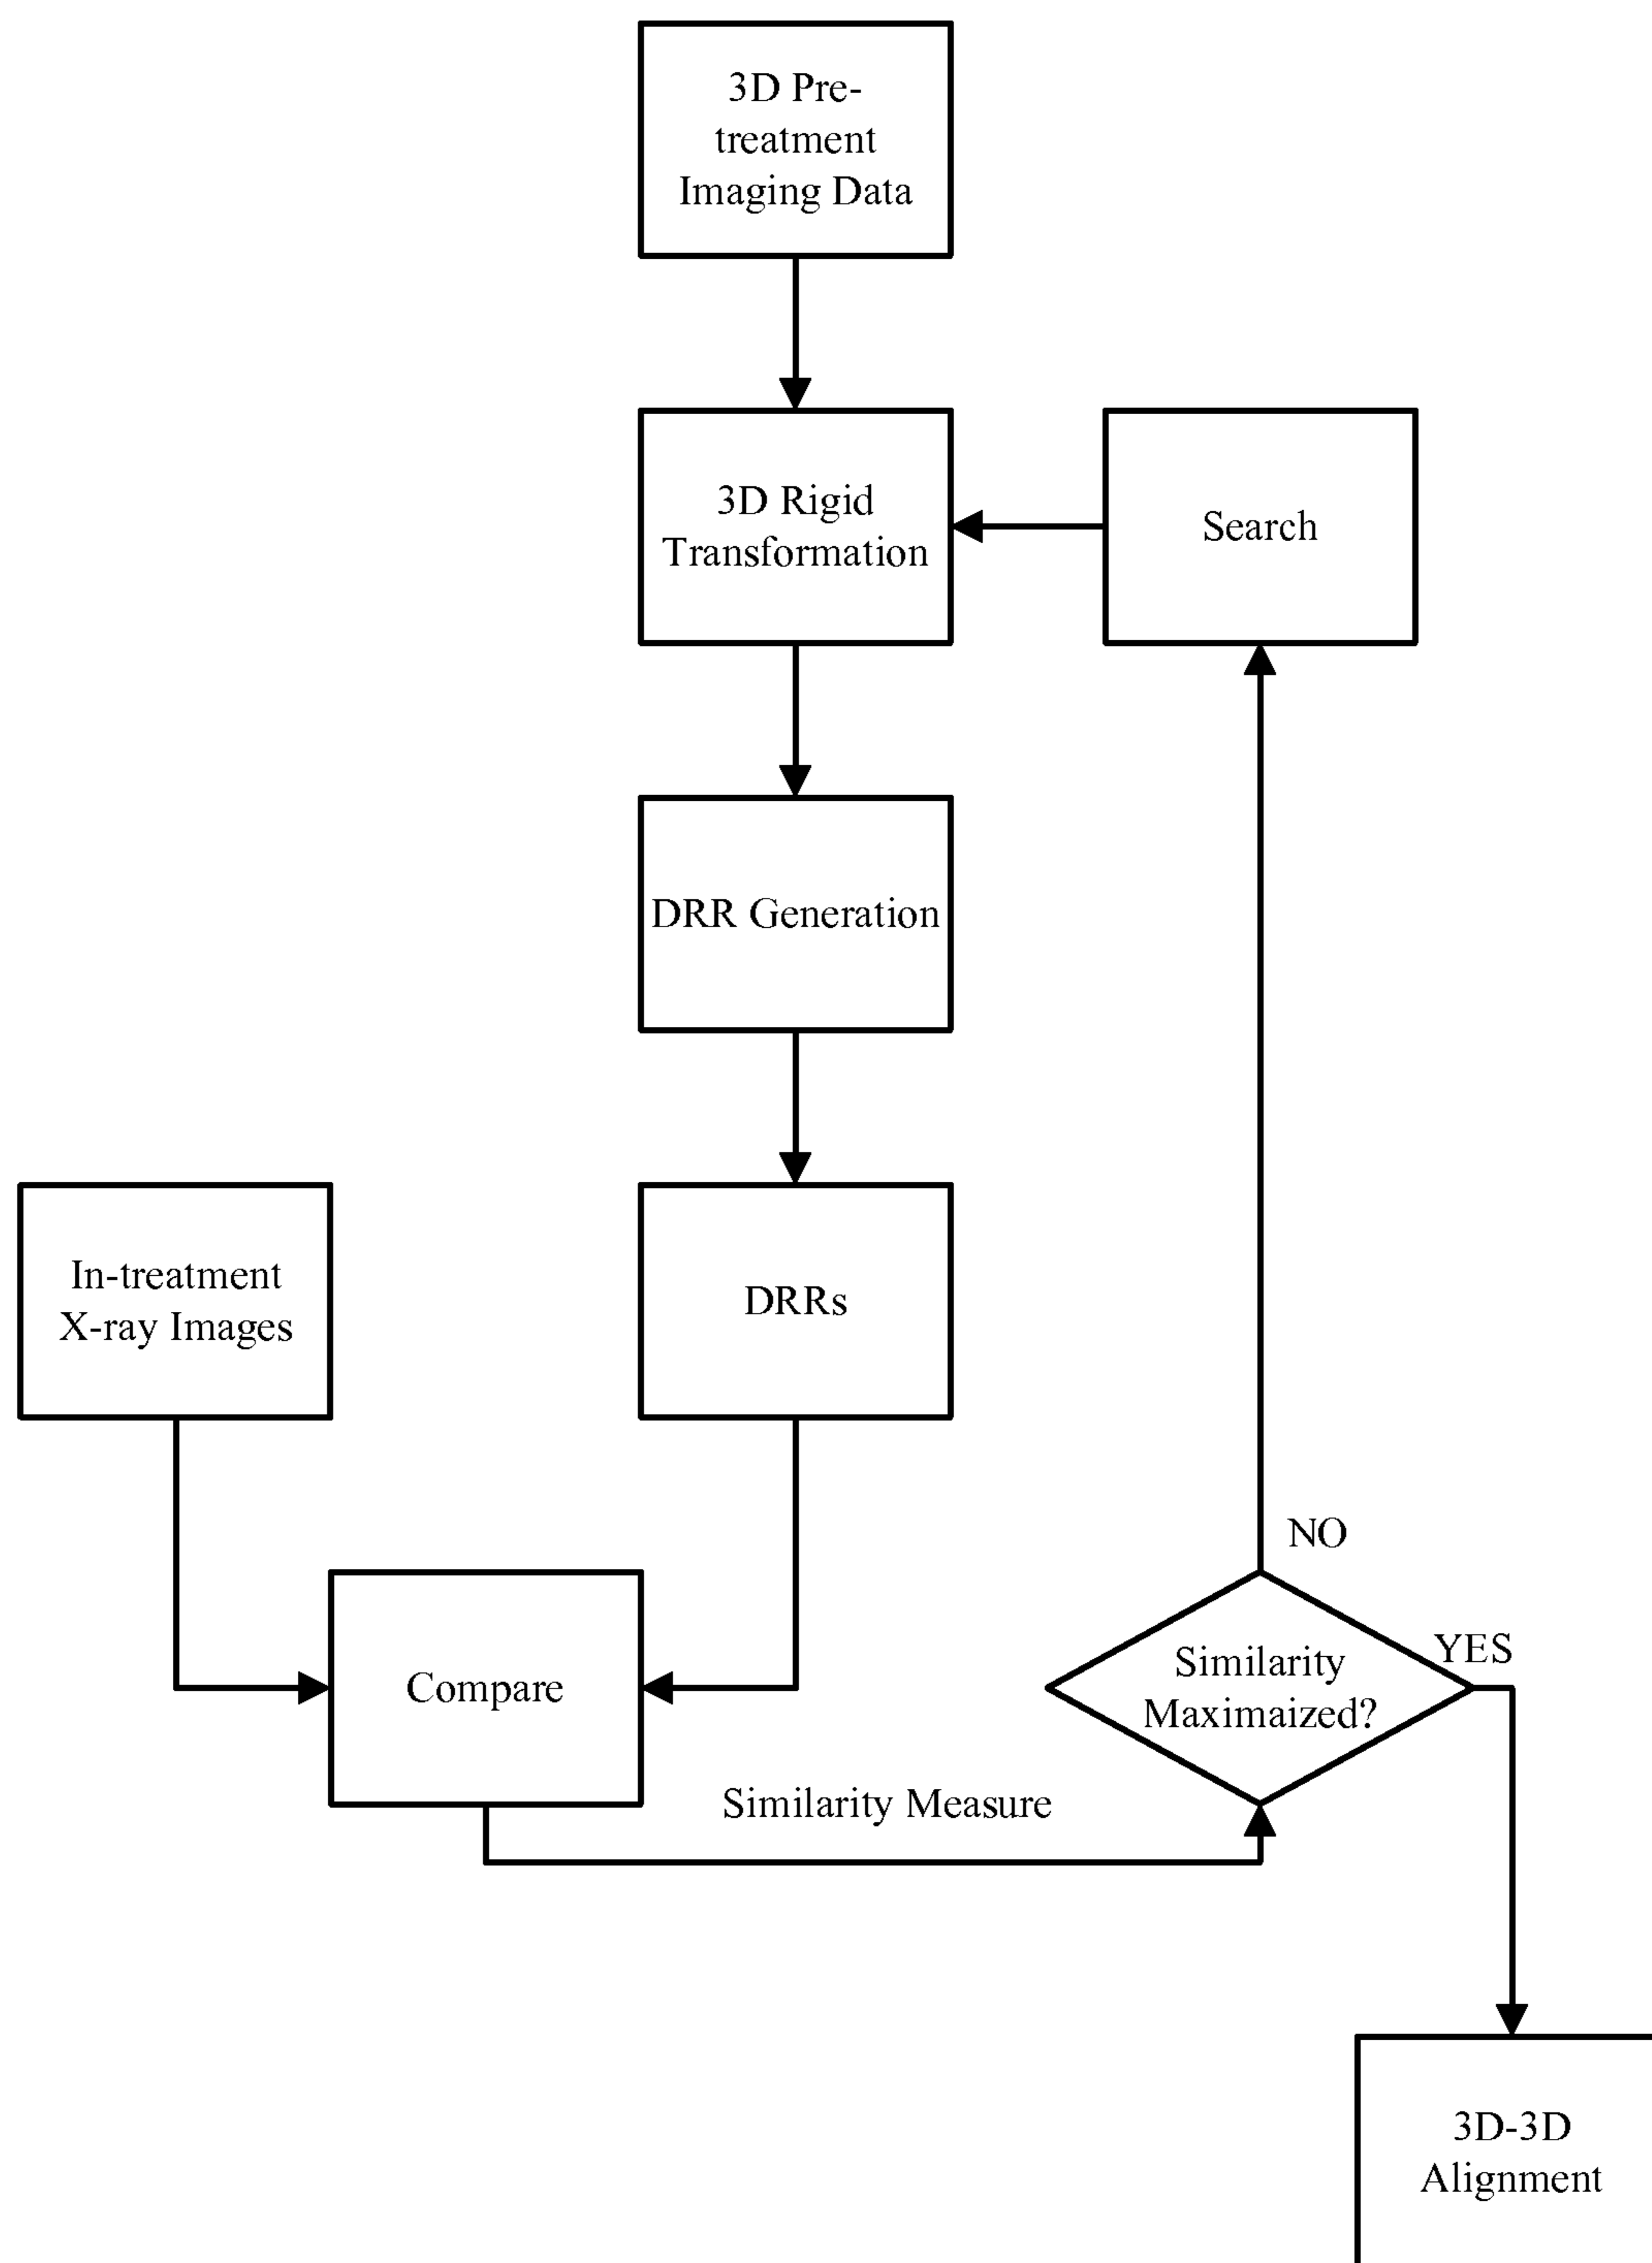 3D Pre-
treatment
Imaging Data
3D Rigid
Transformation
Search
DRR Generation
In-treatment
X-ray Images
DRRs
NO
Compare
Similarity
Maximaized?
YES
Similarity Measure
3D-3D
Alignment